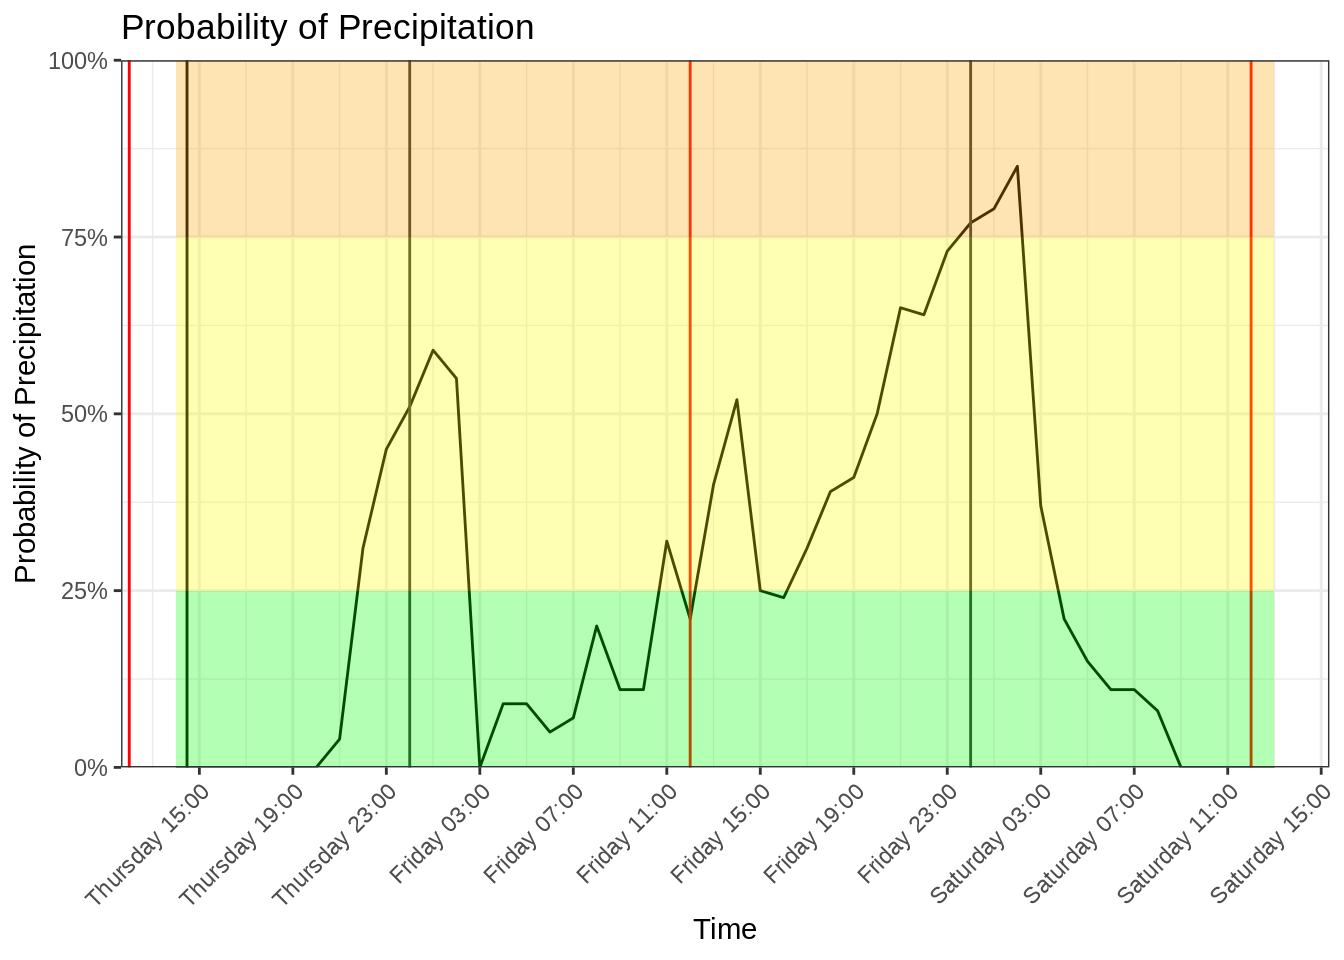 Probability of Precipitation
Probability of Precipitation
100%
75%
50%
25%
0%
Thursday 15:00
Thursday 19:00
Thursday 23:00
Friday 03:00
Friday 07:00
Friday 11:00
Friday 15:00
Friday 19:00
Friday 23:00
Saturday 03:00
Saturday 07:00
Saturday 11:00
Saturday 15:00
Time